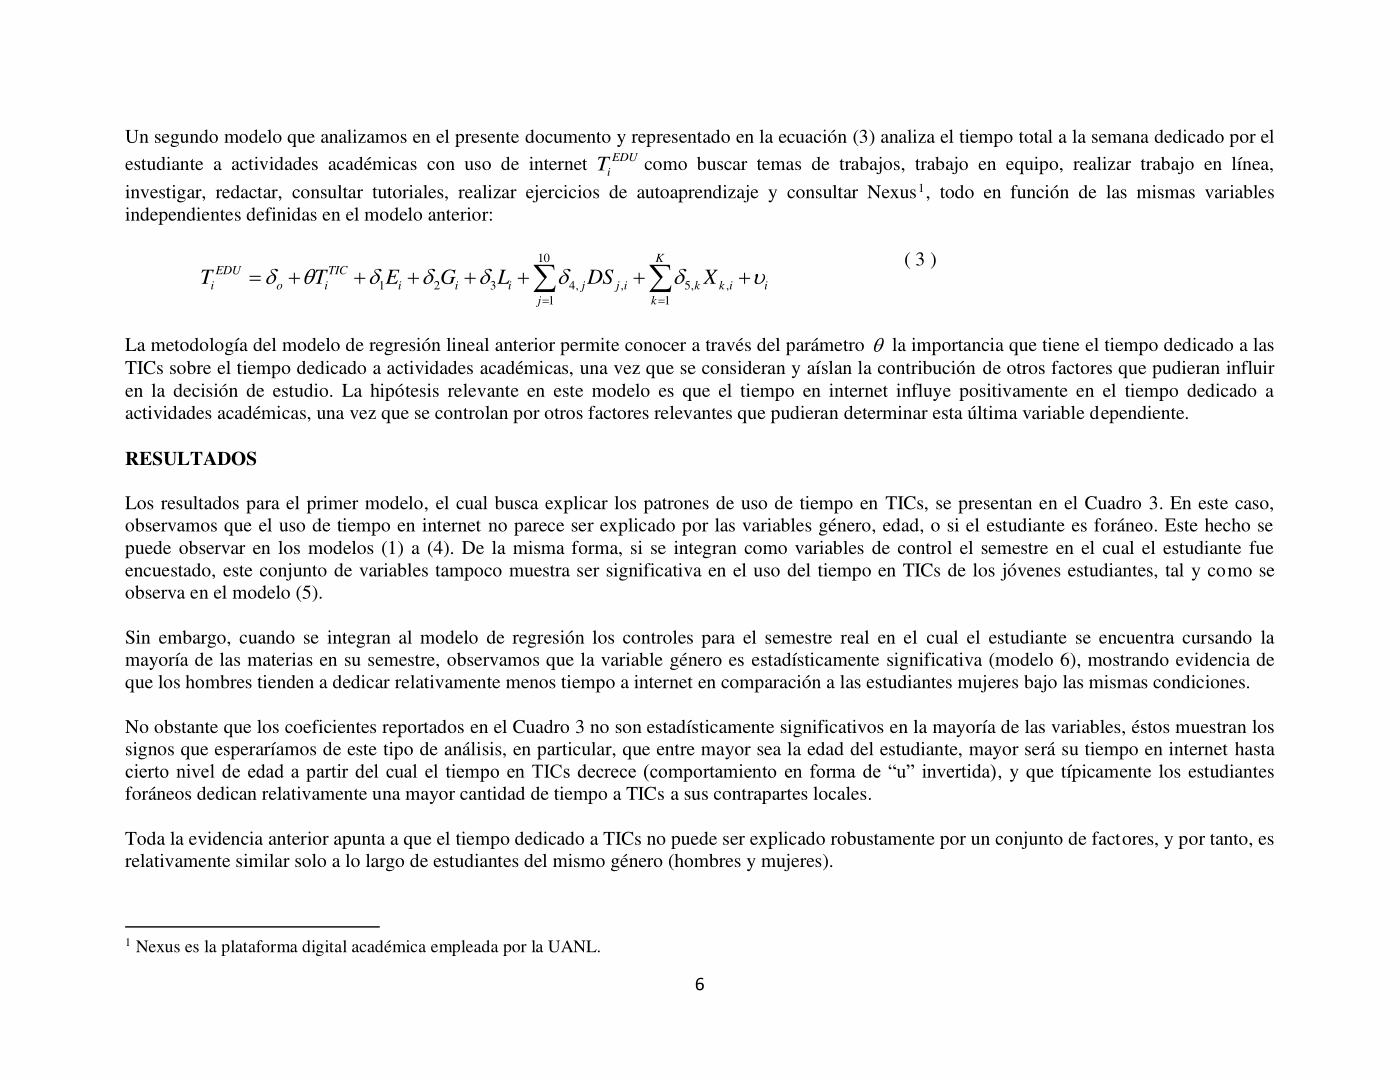 Un segundo modelo que analizamos en el presente documento y representado en la ecuación (3) analiza el tiempo total a la semana dedicado por el
estudiante a actividades académicas con uso de internet T_i^{EDU} como buscar temas de trabajos, trabajo en equipo, realizar trabajo en línea,
investigar, redactar, consultar tutoriales, realizar ejercicios de autoaprendizaje y consultar Nexus¹, todo en función de las mismas variables
independientes definidas en el modelo anterior:
T_i^{EDU} = δ_o + θT_i^{TIC} + δ_1E_i + δ_2G_i + δ_3L_i + ∑_{j=1}^{10} δ_{4,j}DS_{j,i} + ∑_{k=1}^{K} δ_{5,k}X_{k,i} + υ_i ( 3 )
La metodología del modelo de regresión lineal anterior permite conocer a través del parámetro θ la importancia que tiene el tiempo dedicado a las
TICs sobre el tiempo dedicado a actividades académicas, una vez que se consideran y aíslan la contribución de otros factores que pudieran influir
en la decisión de estudio. La hipótesis relevante en este modelo es que el tiempo en internet influye positivamente en el tiempo dedicado a
actividades académicas, una vez que se controlan por otros factores relevantes que pudieran determinar esta última variable dependiente.
RESULTADOS
Los resultados para el primer modelo, el cual busca explicar los patrones de uso de tiempo en TICs, se presentan en el Cuadro 3. En este caso,
observamos que el uso de tiempo en internet no parece ser explicado por las variables género, edad, o si el estudiante es foráneo. Este hecho se
puede observar en los modelos (1) a (4). De la misma forma, si se integran como variables de control el semestre en el cual el estudiante fue
encuestado, este conjunto de variables tampoco muestra ser significativa en el uso del tiempo en TICs de los jóvenes estudiantes, tal y como se
observa en el modelo (5).
Sin embargo, cuando se integran al modelo de regresión los controles para el semestre real en el cual el estudiante se encuentra cursando la
mayoría de las materias en su semestre, observamos que la variable género es estadísticamente significativa (modelo 6), mostrando evidencia de
que los hombres tienden a dedicar relativamente menos tiempo a internet en comparación a las estudiantes mujeres bajo las mismas condiciones.
No obstante que los coeficientes reportados en el Cuadro 3 no son estadísticamente significativos en la mayoría de las variables, éstos muestran los
signos que esperaríamos de este tipo de análisis, en particular, que entre mayor sea la edad del estudiante, mayor será su tiempo en internet hasta
cierto nivel de edad a partir del cual el tiempo en TICs decrece (comportamiento en forma de “u” invertida), y que típicamente los estudiantes
foráneos dedican relativamente una mayor cantidad de tiempo a TICs a sus contrapartes locales.
Toda la evidencia anterior apunta a que el tiempo dedicado a TICs no puede ser explicado robustamente por un conjunto de factores, y por tanto, es
relativamente similar solo a lo largo de estudiantes del mismo género (hombres y mujeres).
¹ Nexus es la plataforma digital académica empleada por la UANL.
6